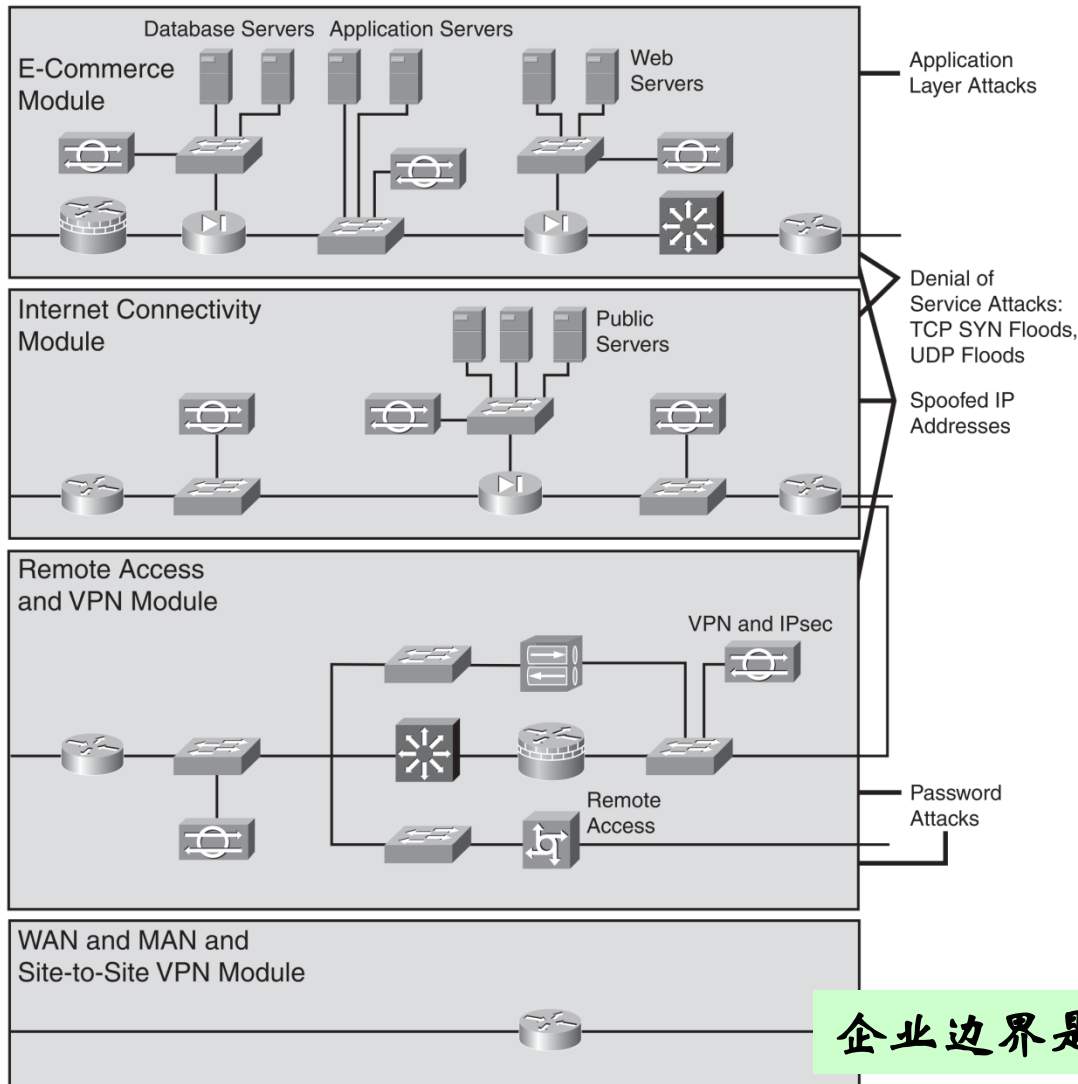 Database Servers
Application Servers
E-Commerce
Module
Web
Servers
Application
Layer Attacks
Denial of
Service Attacks:
TCP SYN Floods,
UDP Floods
Internet Connectivity
Module
Public
Servers
Spoofed IP
Addresses
Remote Access
and VPN Module
VPN and IPsec
Remote
Access
Password
Attacks
WAN and MAN and
Site-to-Site VPN Module
企业边界是